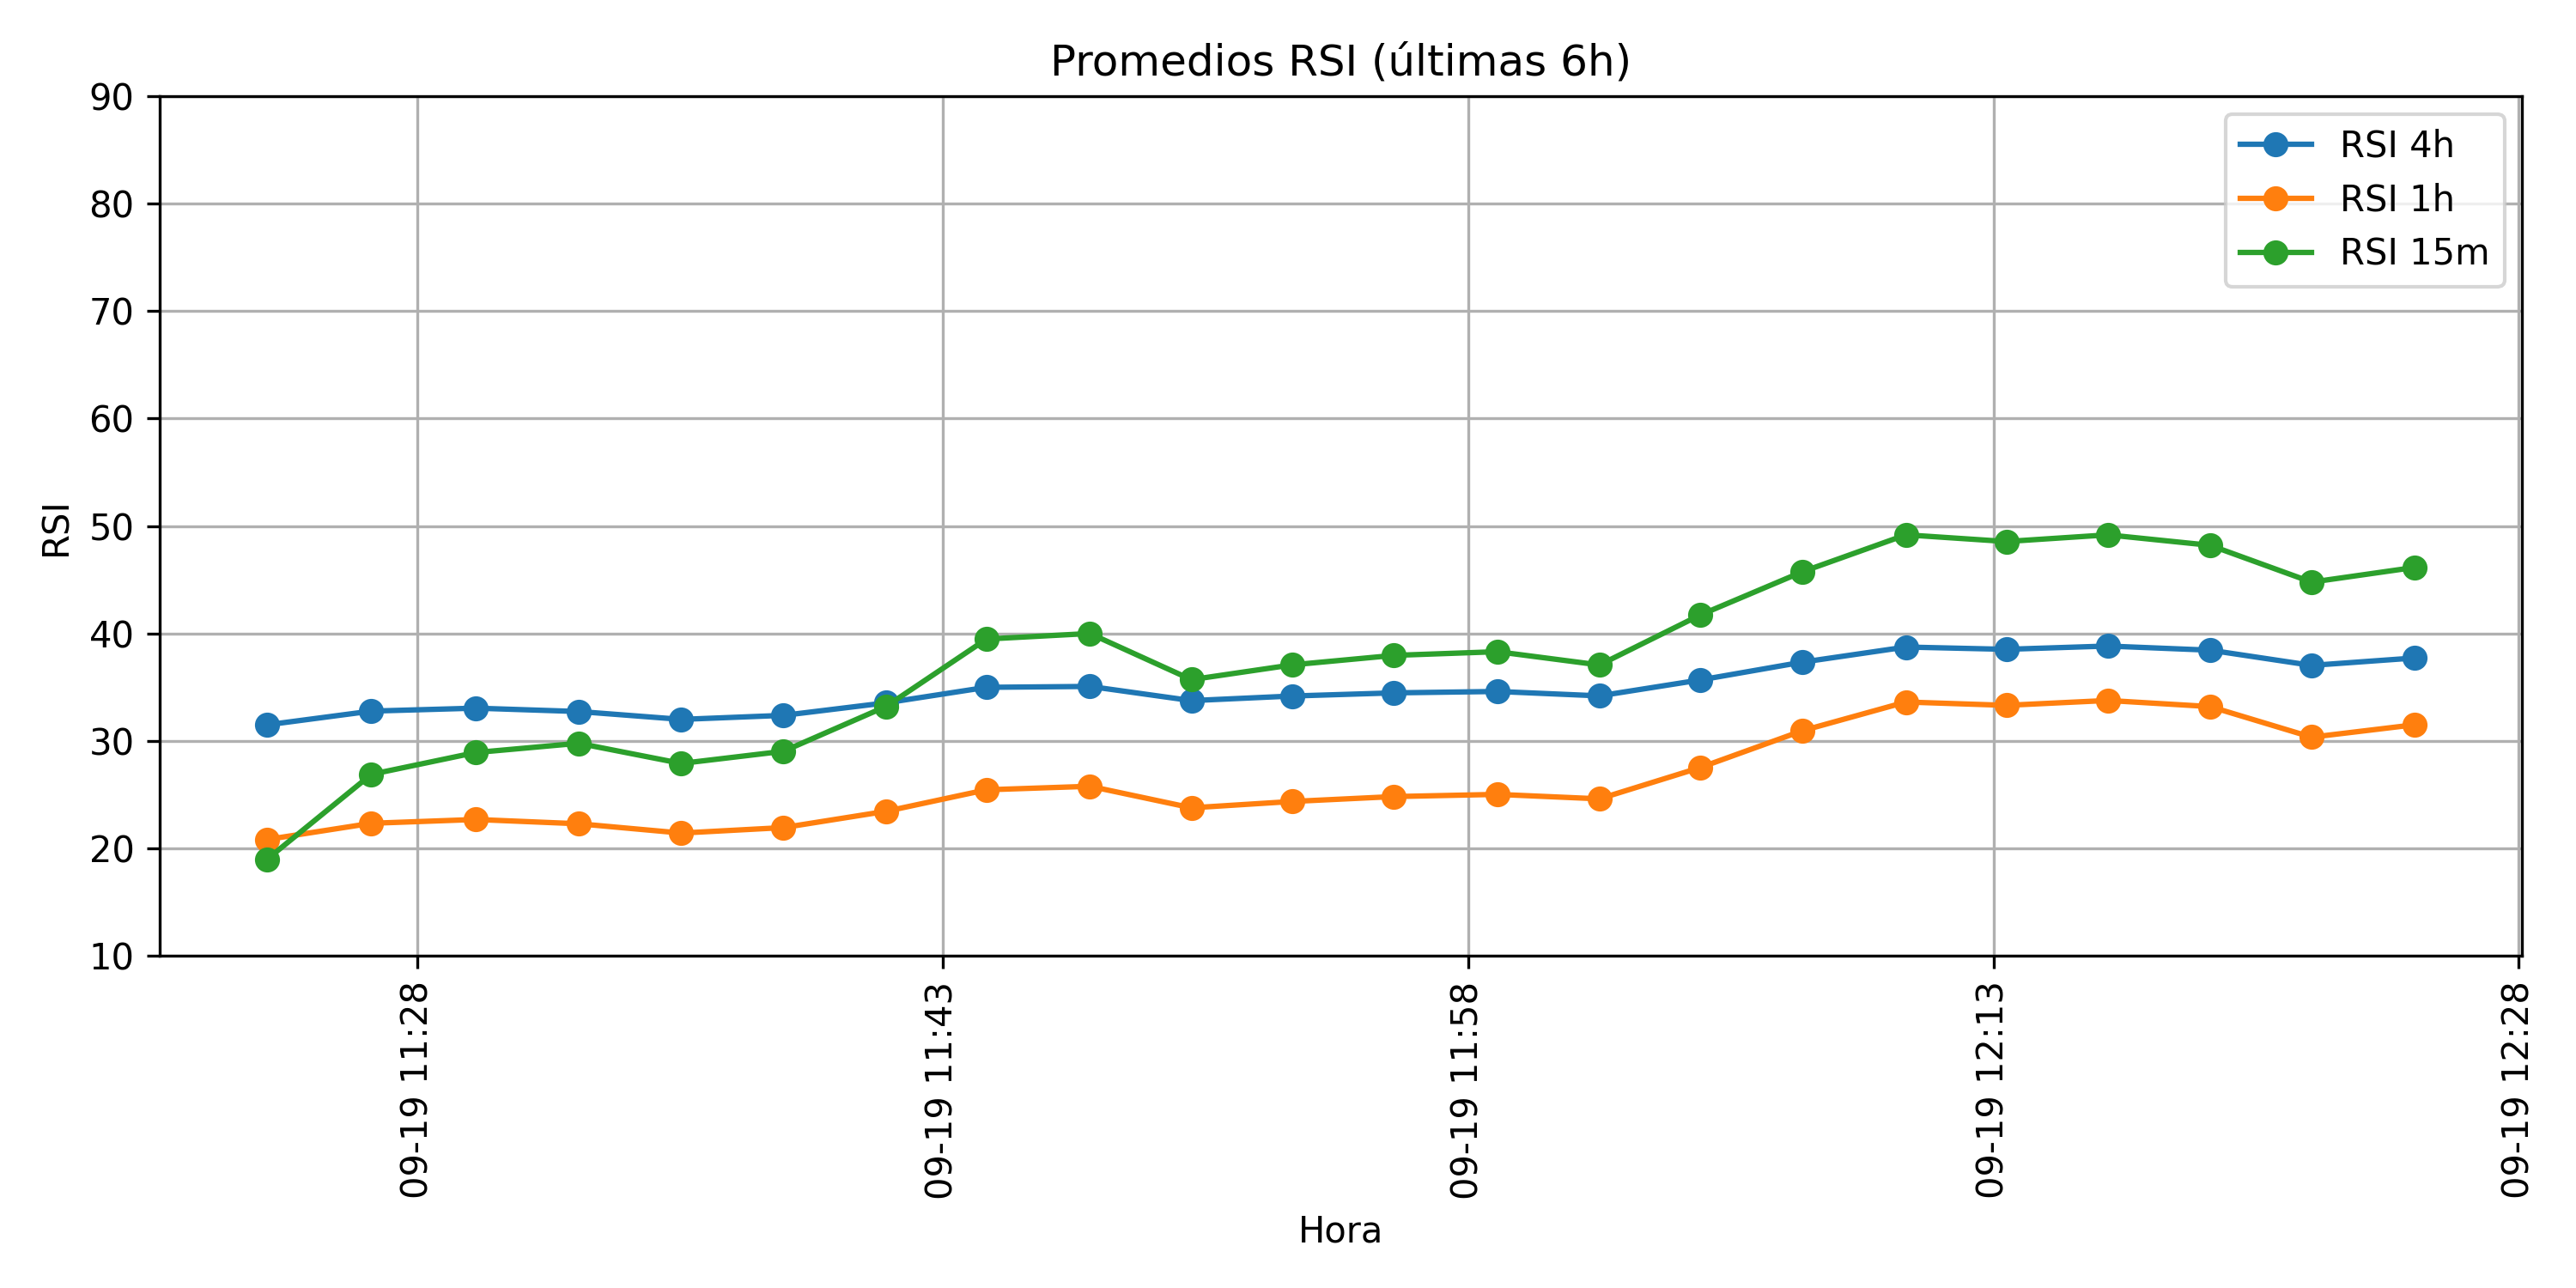 Promedios RSI (últimas 6h)
RSI 4h
RSI 1h
RSI 15m
90
80
70
60
50
40
30
20
10
RSI
09-19 11:28
09-19 11:43
09-19 11:58
09-19 12:13
09-19 12:28
Hora